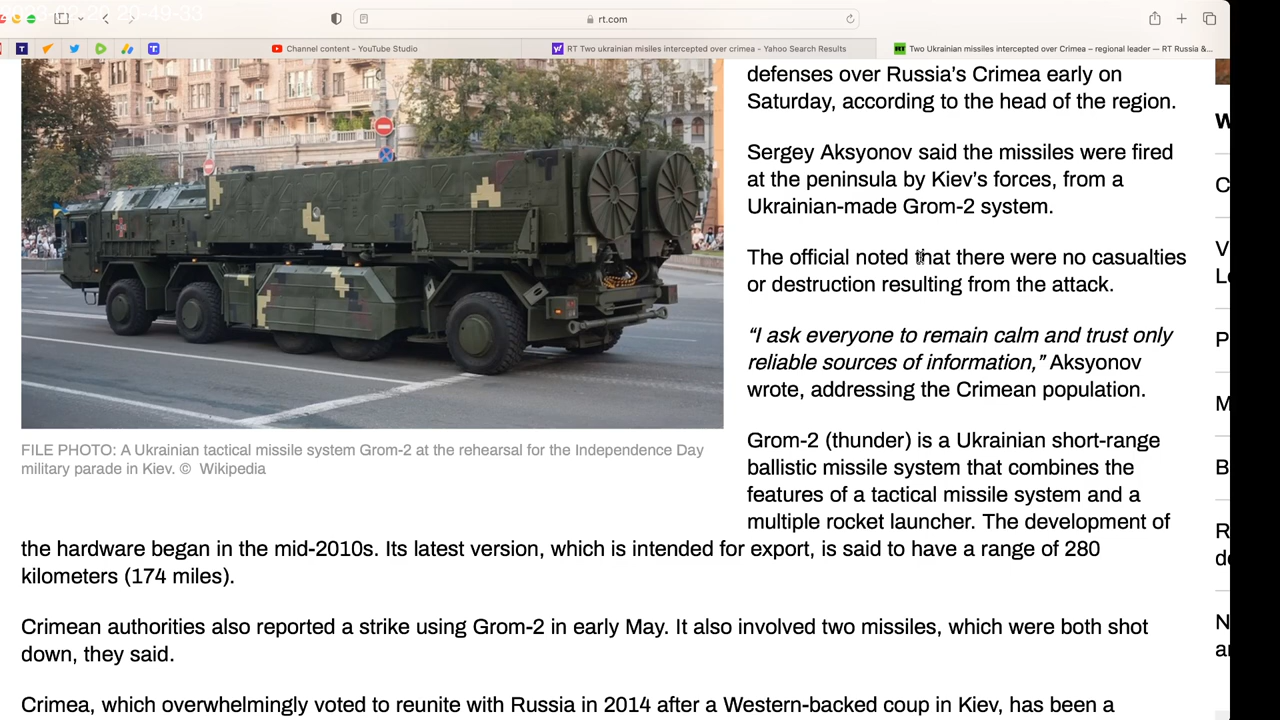 rt.com
Channel content - YouTube Studio
RT Two ukrainian misiles intercepted over crimea - Yahoo Search Results
RT
Two Ukrainian missiles intercepted over Crimea – regional leader — RT Russia &...
defenses over Russia's Crimea early on
Saturday, according to the head of the region.
Sergey Aksyonov said the missiles were fired
at the peninsula by Kiev's forces, from a
Ukrainian-made Grom-2 system.
The official noted that there were no casualties
or destruction resulting from the attack.
“I ask everyone to remain calm and trust only
reliable sources of information,” Aksyonov
wrote, addressing the Crimean population.
Grom-2 (thunder) is a Ukrainian short-range
ballistic missile system that combines the
features of a tactical missile system and a
multiple rocket launcher. The development of
the hardware began in the mid-2010s. Its latest version, which is intended for export, is said to have a range of 280
kilometers (174 miles).
FILE PHOTO: A Ukrainian tactical missile system Grom-2 at the rehearsal for the Independence Day
military parade in Kiev. © Wikipedia
Crimean authorities also reported a strike using Grom-2 in early May. It also involved two missiles, which were both shot
down, they said.
Crimea, which overwhelmingly voted to reunite with Russia in 2014 after a Western-backed coup in Kiev, has been a